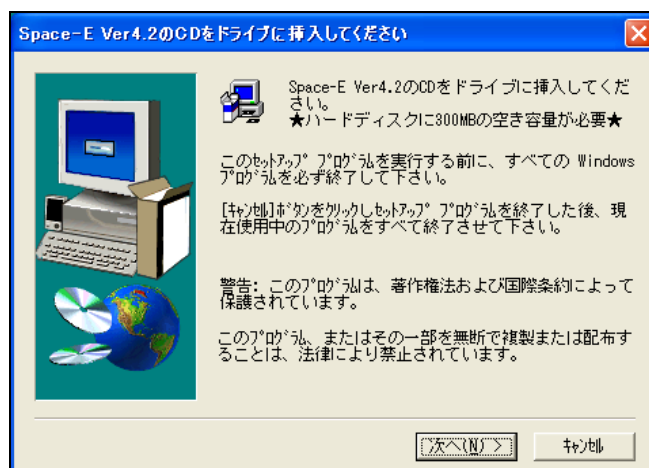 Space-E Ver4.2のCDをドライブに挿入してください
Space-E Ver4.2のCDをドライブに挿入してくだ
さい。
★ハードディスクに300MBの空き容量が必要★
このｾｯﾄｱｯﾌﾟ ﾌﾟﾛｸﾞﾗﾑを実行する前に、すべての Windows
ﾌﾟﾛｸﾞﾗﾑを必ず終了して下さい。
[ｷｬﾝｾﾙ]ﾎﾞﾀﾝをｸﾘｯｸしｾｯﾄｱｯﾌﾟ ﾌﾟﾛｸﾞﾗﾑを終了した後、現
在使用中のﾌﾟﾛｸﾞﾗﾑをすべて終了させて下さい。
警告: このﾌﾟﾛｸﾞﾗﾑは、著作権法および国際条約によって
保護されています。
このﾌﾟﾛｸﾞﾗﾑ、またはその一部を無断で複製または配布す
ることは、法律により禁止されています。
次へ(N) >
ｷｬﾝｾﾙ